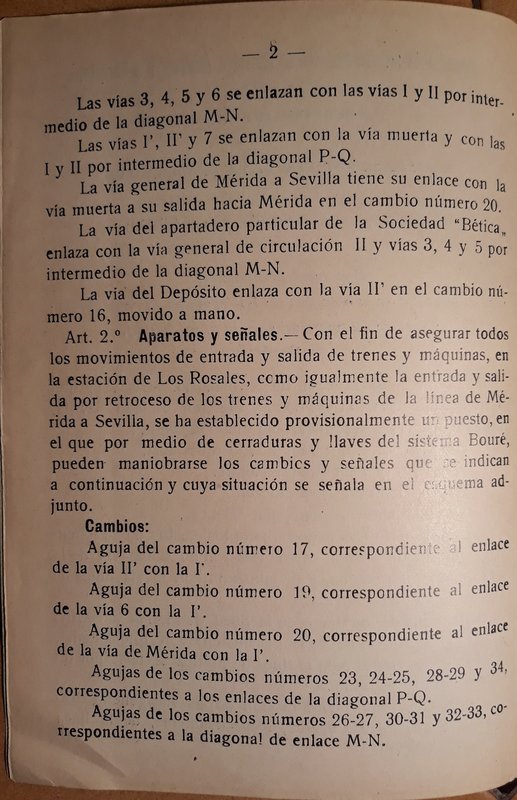 — 2 —
Las vías 3, 4, 5 y 6 se enlazan con las vías I y II por inter-
medio de la diagonal M-N.
Las vías I', II' y 7 se enlazan con la vía muerta y con las
I y II por intermedio de la diagonal P-Q.
La vía general de Mérida a Sevilla tiene su enlace con la
vía muerta a su salida hacia Mérida en el cambio número 20.
La vía del apartadero particular de la Sociedad "Bética„
enlaza con la vía general de circulación II y vías 3, 4 y 5 por
intermedio de la diagonal M-N.
La via del Depósito enlaza con la vía II' en el cambio nú-
mero 16, movido a mano.
Art. 2.º Aparatos y señales.—Con el fin de asegurar todos
los movimientos de entrada y salida de trenes y máquinas, en
la estación de Los Rosales, como igualmente la entrada y sali-
da por retroceso de los trenes y máquinas de la línea de Mé-
rida a Sevilla, se ha establecido provisionalmente un puesto, en
el que por medio de cerraduras y llaves del sistema Bouré,
pueden maniobrarse los cambios y señales que se indican
a continuación y cuya situación se señala en el esquema ad-
junto.
Cambios:
Aguja del cambio número 17, correspondiente al enlace
de la vía II' con la I'.
Aguja del cambio número 19, correspondiente al enlace
de la vía 6 con la I'.
Aguja del cambio número 20, correspondiente al enlace
de la vía de Mérida con la I'.
Agujas de los cambios números 23, 24-25, 28-29 y 34,
correspondientes a los enlaces de la diagonal P-Q.
Agujas de los cambios números 26-27, 30-31 y 32-33, co-
rrespondientes a la diagonal de enlace M-N.